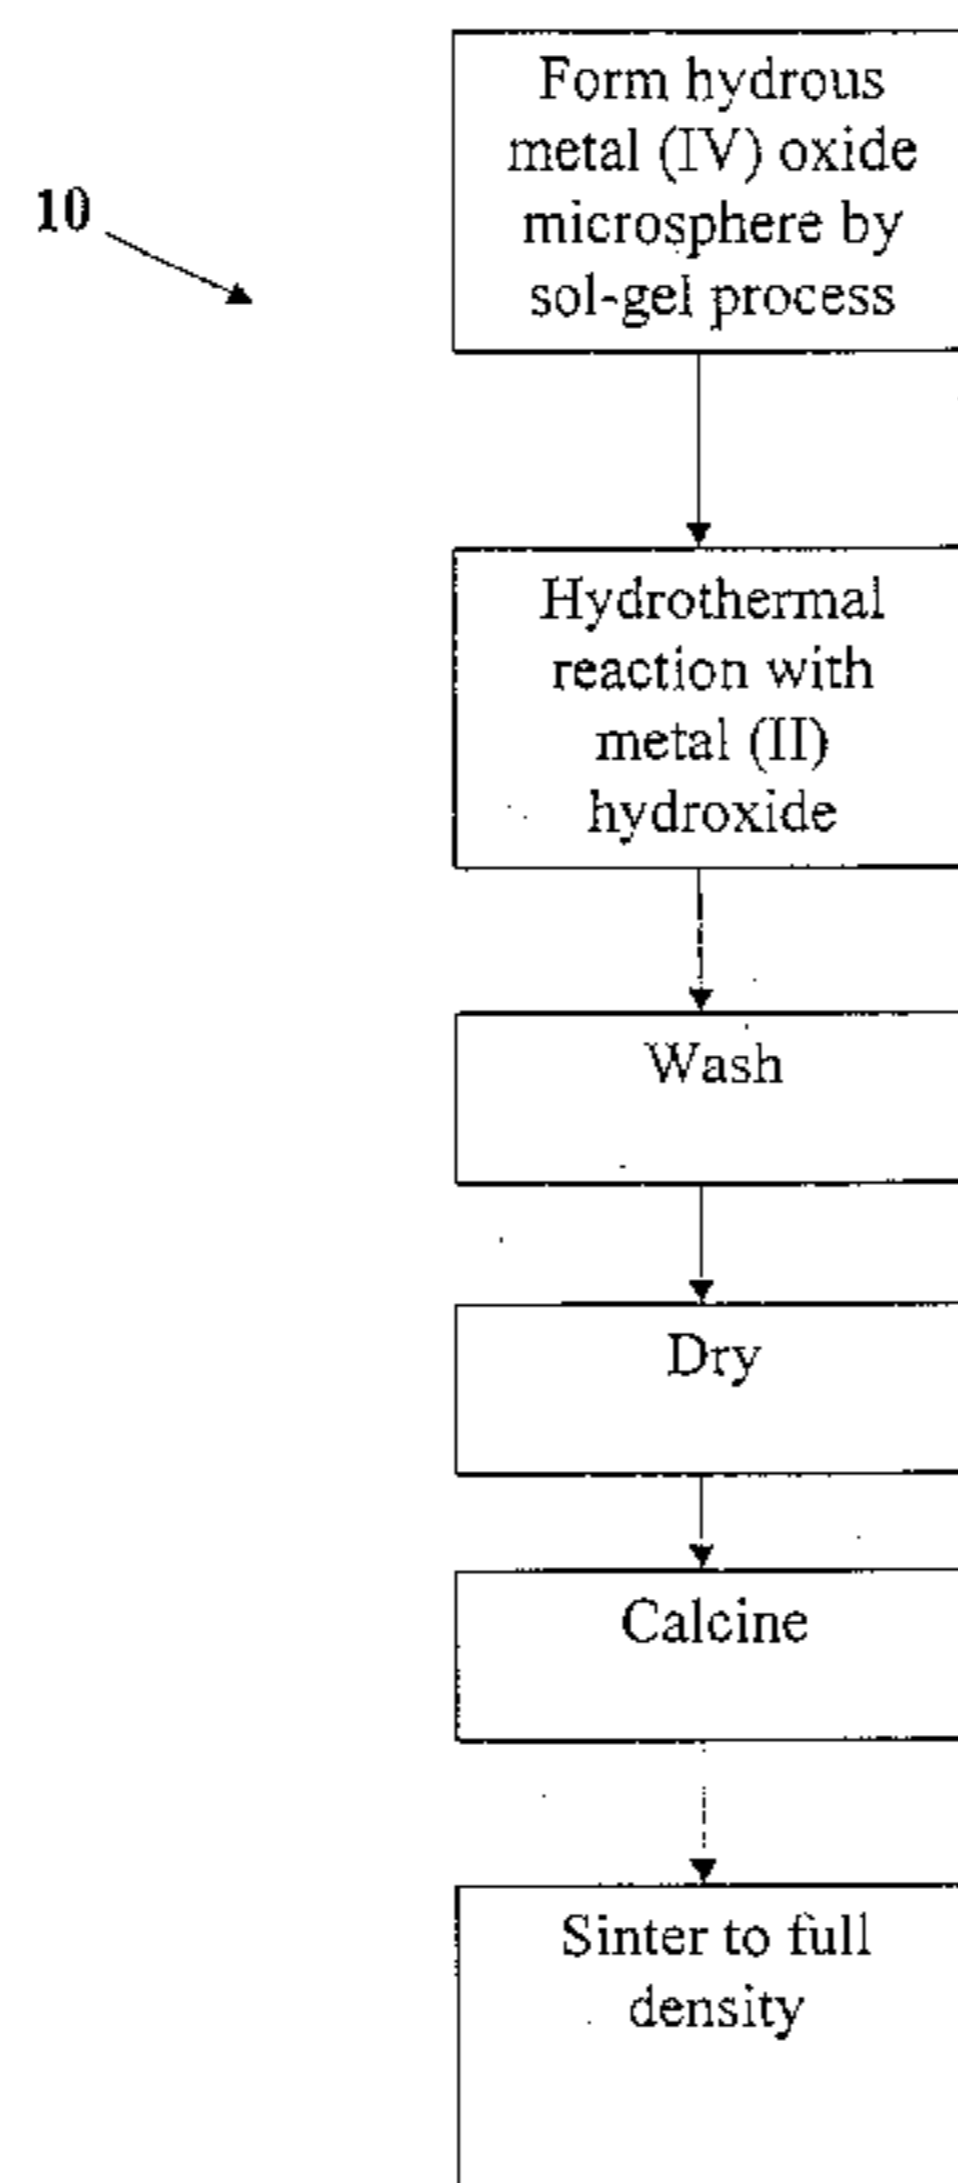 Form hydrous
metal (IV) oxide
microsphere by
sol-gel process
10
Hydrothermal
reaction with
metal (II)
hydroxide
Wash
Dry
Calcine
Sinter to full
density